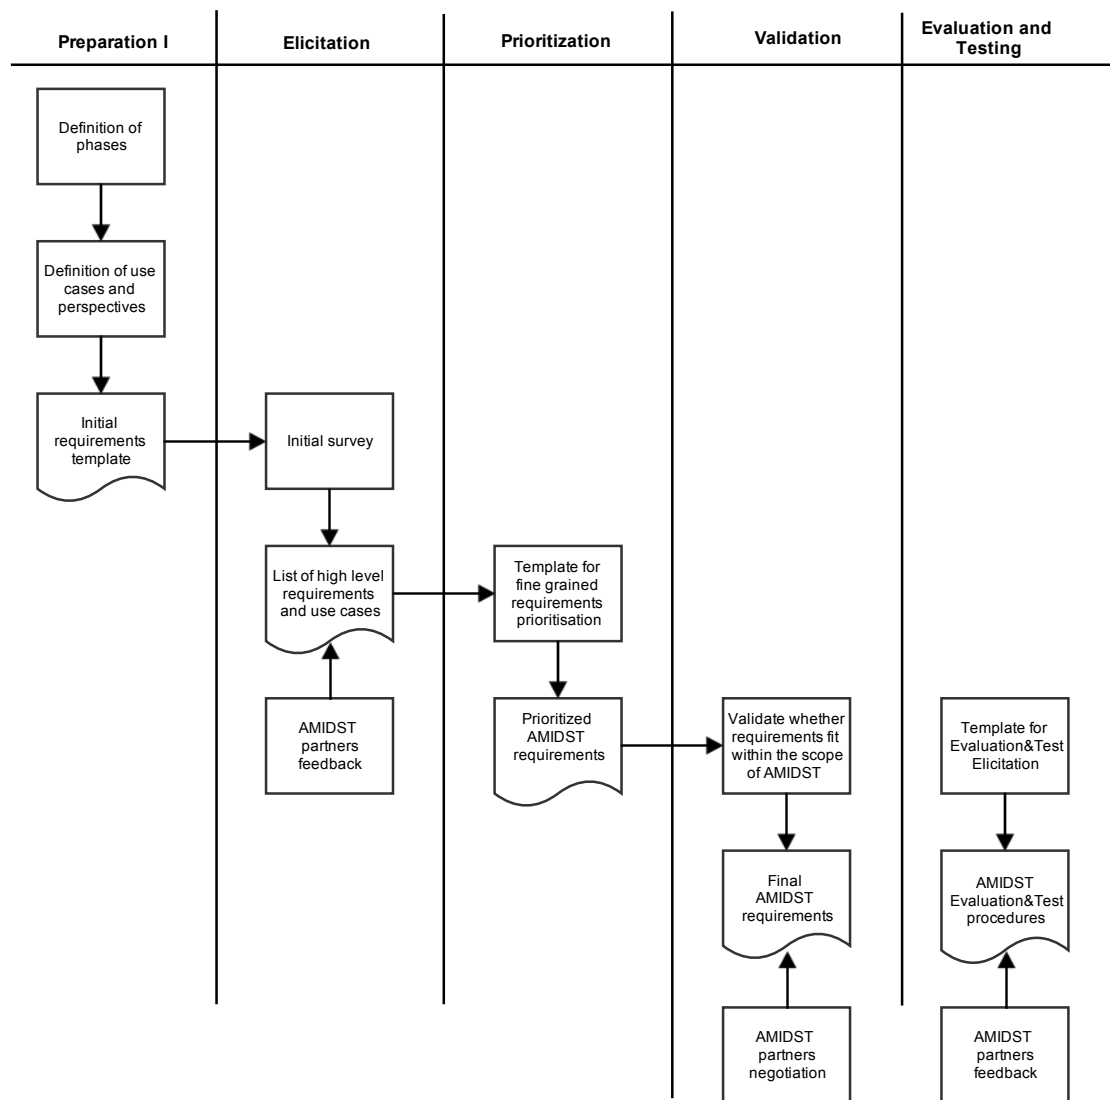 Preparation I
Elicitation
Prioritization
Validation
Evaluation and
Testing
Definition of
phases
Definition of use
cases and
perspectives
Initial
requirements
template
Initial survey
List of high level
requirements
and use cases
AMIDST
partners
feedback
Template for
fine grained
requirements
prioritisation
Prioritized
AMIDST
requirements
Validate whether
requirements fit
within the scope
of AMIDST
Final
AMIDST
requirements
AMIDST
partners
negotiation
Template for
Evaluation&Test
Elicitation
AMIDST
Evaluation&Test
procedures
AMIDST
partners
feedback